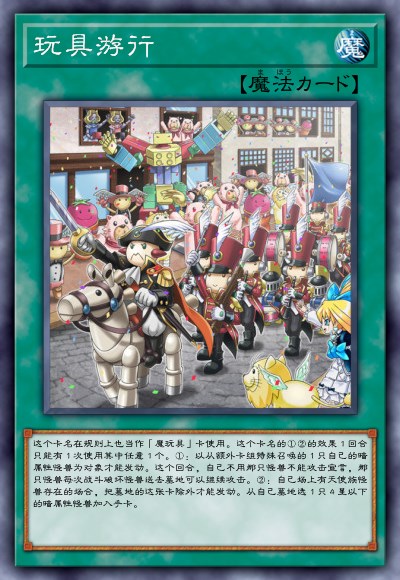 玩具游行
魔
【魔法カード】
ま ほう
这个卡名在规则上也当作「魔玩具」卡使用。这个卡名的①②的效果1回合
只能有1次使用其中任意1个。①：以从额外卡组特殊召唤的1只自己的暗
属性怪兽为对象才能发动。这个回合，自己不用那只怪兽不能攻击宣言，那
只怪兽每次战斗破坏怪兽送去墓地可以继续攻击。②：自己场上有天使族怪
兽存在的场合，把墓地的这张卡除外才能发动。从自己墓地选1只4星以下
的暗属性怪兽加入手卡。